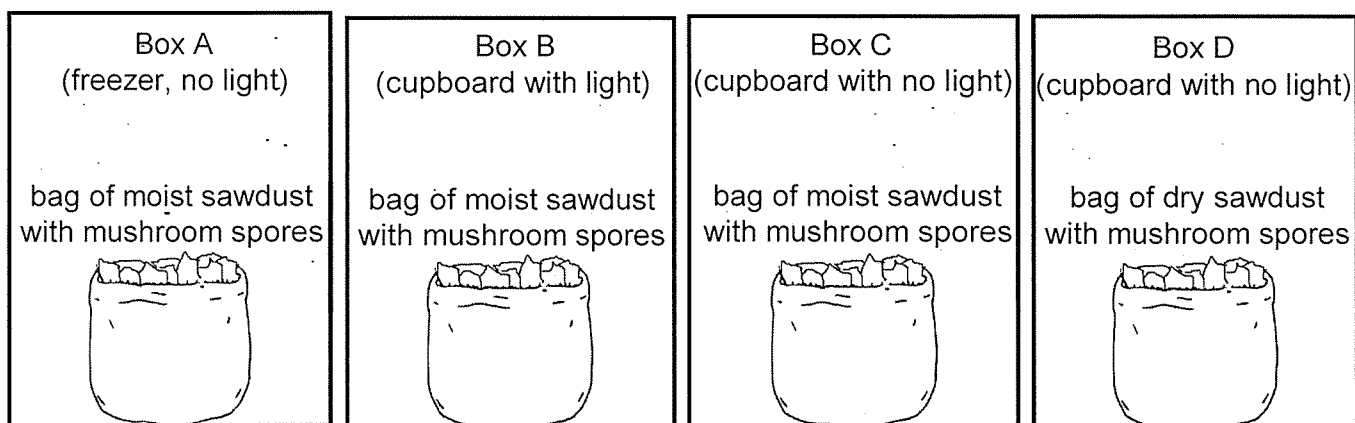 Box A
(freezer, no light)
bag of moist sawdust
with mushroom spores
Box B
(cupboard with light)
bag of moist sawdust
with mushroom spores
Box C
(cupboard with no light)
bag of moist sawdust
with mushroom spores
Box D
(cupboard with no light)
bag of dry sawdust
with mushroom spores